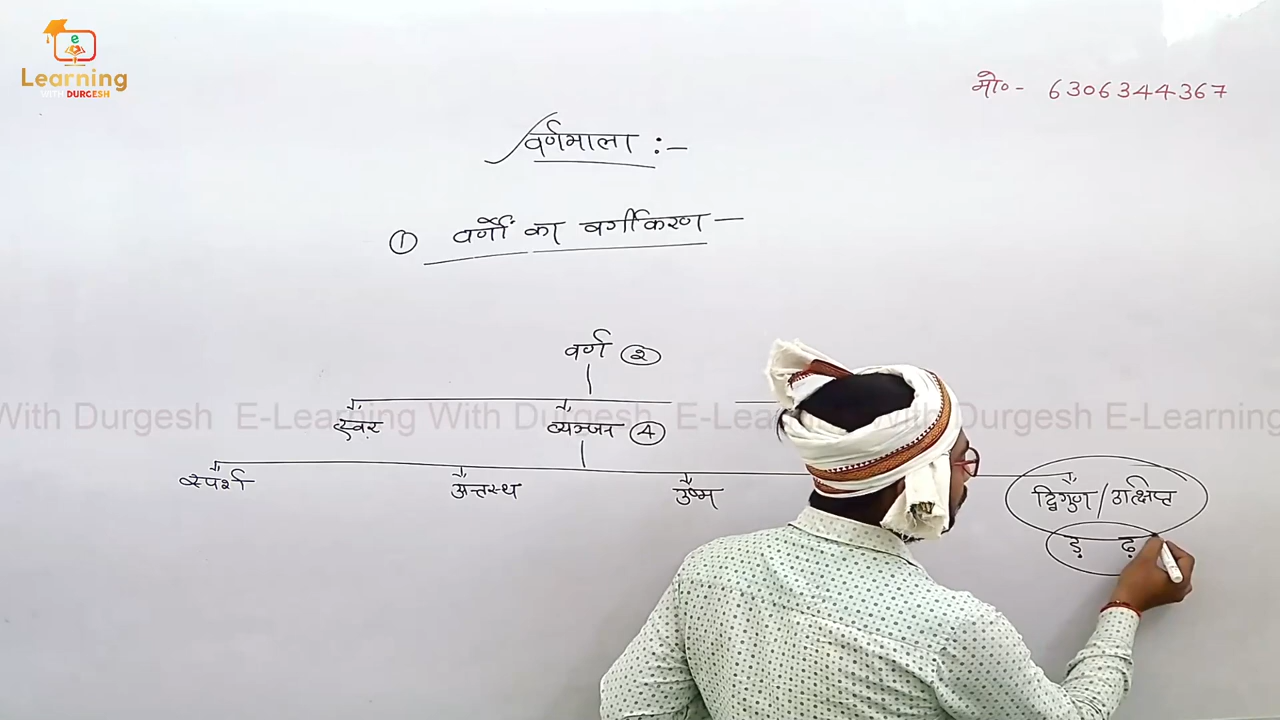 e
Learning
WITH DURGESH
मो०- 6306344367
वर्णमाला :-
① वर्णों का वर्गीकरण -
वर्ण ②
With Durgesh E-Learning With Durgesh E-Learning With Durgesh E-Learning
स्वर व्यञ्जन ④
स्पर्श अन्तस्थ उष्म द्विगुण/उत्क्षिप्त
ड़ ढ़